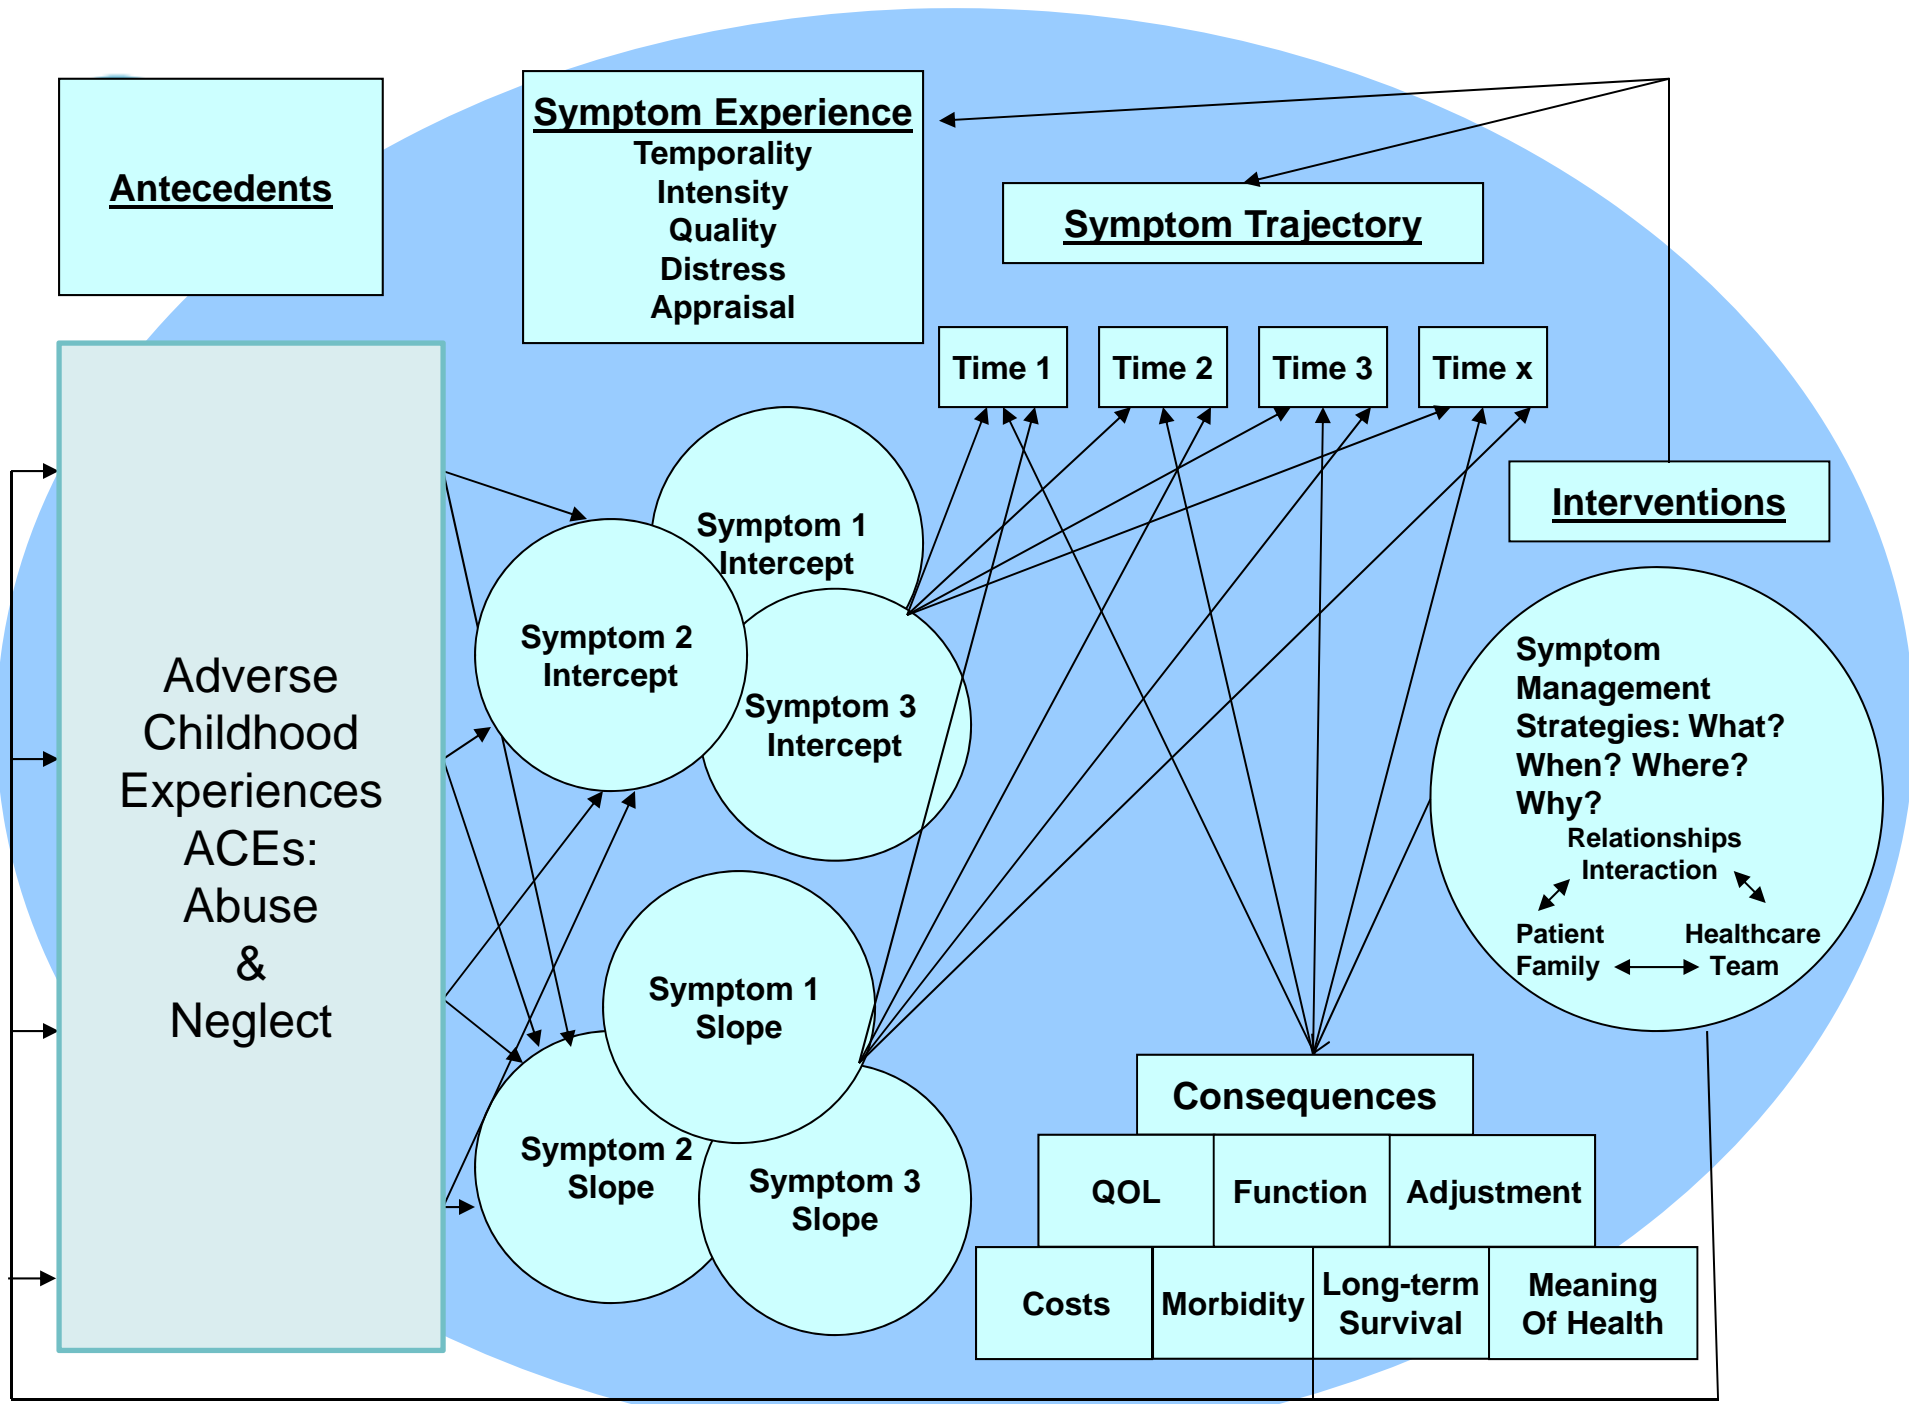 Antecedents
Symptom Experience
Temporality
Intensity
Quality
Distress
Appraisal
Symptom Trajectory
Time 1
Time 2
Time 3
Time x
Interventions
Adverse
Childhood
Experiences
ACEs:
Abuse
&
Neglect
Symptom 1
Intercept
Symptom 2
Intercept
Symptom 3
Intercept
Symptom 1
Slope
Symptom 2
Slope
Symptom 3
Slope
Symptom
Management
Strategies: What?
When? Where?
Why?
Relationships
Interaction
Patient
Family
Healthcare
Team
Consequences
QOL
Function
Adjustment
Costs
Morbidity
Long-term
Survival
Meaning
Of Health